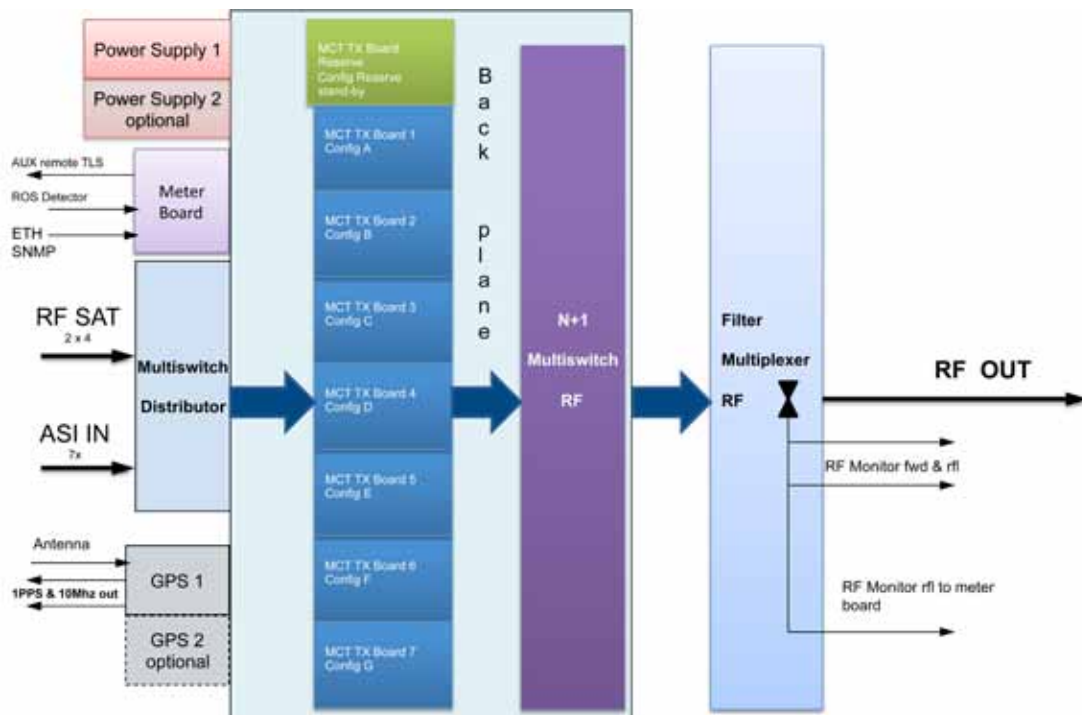 Power Supply 1
Power Supply 2
optional
AUX remote TLS
ROS Detector
ETH
SNMP
Meter
Board
RF SAT
2 x 4
ASI IN
7x
Multiswitch
Distributor
Antenna
1PPS & 10Mhz out
GPS 1
GPS 2
optional
MCT TX Board
Reserve
Config Reserve
stand-by
MCT TX Board 1
Config A
MCT TX Board 2
Config B
MCT TX Board 3
Config C
MCT TX Board 4
Config D
MCT TX Board 5
Config E
MCT TX Board 6
Config F
MCT TX Board 7
Config G
Back plane
N+1
Multiswitch
RF
Filter
Multiplexer
RF
RF OUT
RF Monitor fwd & rfl
RF Monitor rfl to meter
board